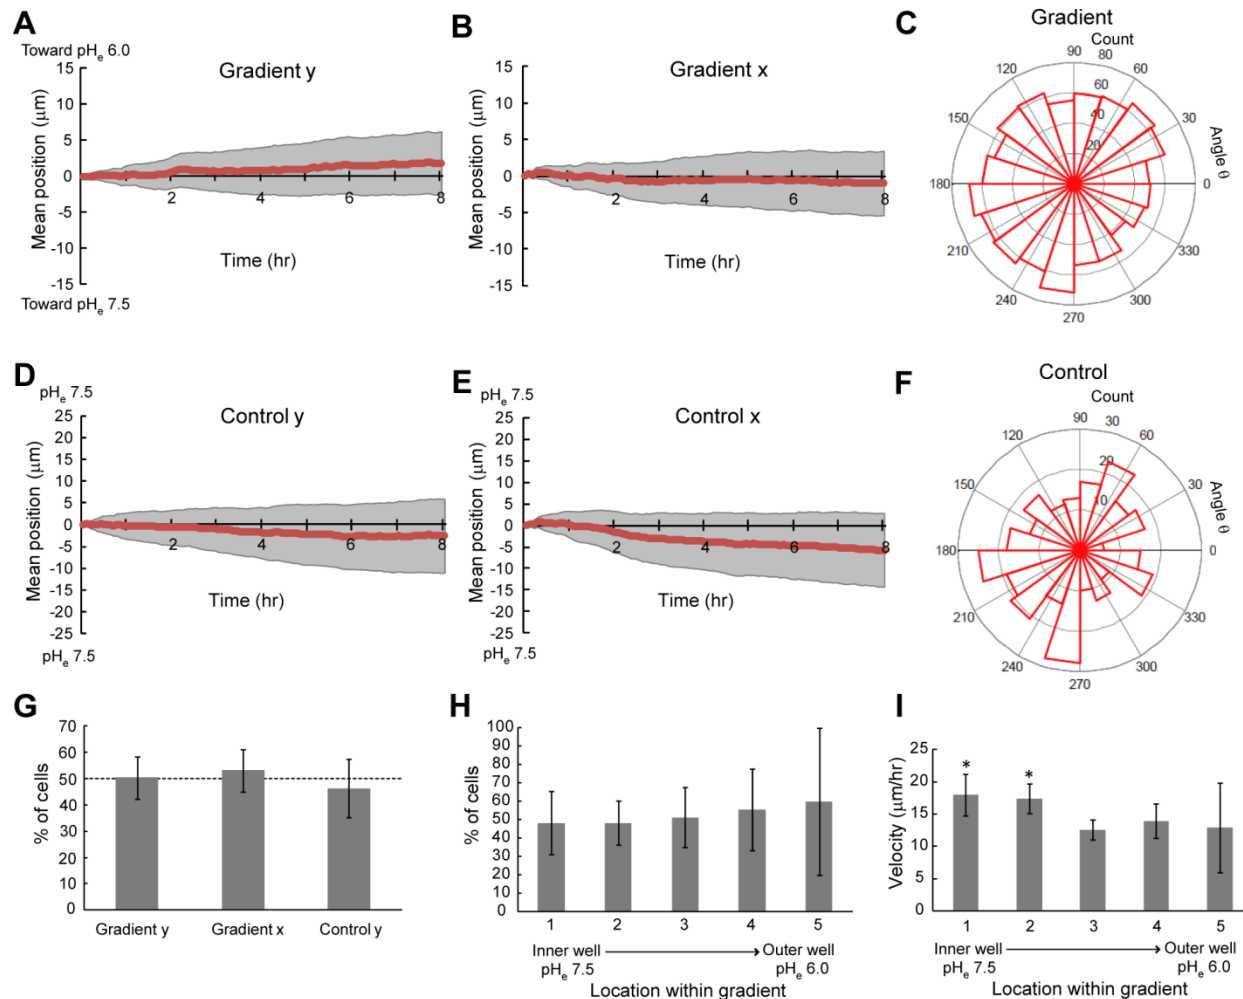 A
Toward pHe 6.0
Gradient y
Mean position (μm)
15
10
5
0
-5
-10
-15
2
4
6
8
Time (hr)
Toward pHe 7.5
B
Gradient x
Mean position (μm)
15
10
5
0
-5
-10
-15
2
4
6
8
Time (hr)
C
Gradient
Count
90
80
60
60
40
20
120
150
180
210
240
270
300
330
0
30
Angle θ
D
pHe 7.5
Control y
Mean position (μm)
25
20
15
10
5
0
-5
-10
-15
-20
-25
2
4
6
8
Time (hr)
pHe 7.5
E
pHe 7.5
Control x
Mean position (μm)
25
20
15
10
5
0
-5
-10
-15
-20
-25
2
4
6
8
Time (hr)
pHe 7.5
F
Control
Count
90
30
60
20
10
120
150
180
210
240
270
300
330
0
30
Angle θ
G
% of cells
70
60
50
40
30
20
10
0
Gradient y
Gradient x
Control y
H
% of cells
100
90
80
70
60
50
40
30
20
10
0
1
2
3
4
5
Inner well
Outer well
pHe 7.5
pHe 6.0
Location within gradient
I
Velocity (μm/hr)
25
20
15
10
5
0
*
*
1
2
3
4
5
Inner well
Outer well
pHe 7.5
pHe 6.0
Location within gradient